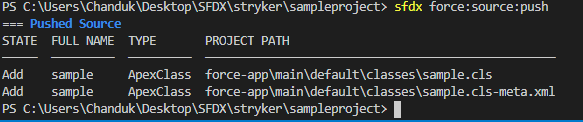 PS C:\Users\Chanduk\Desktop\SFDX\stryker\sampleproject> sfdx force:source:push
=== Pushed Source
STATE FULL NAME TYPE PROJECT PATH
Add sample ApexClass force-app\main\default\classes\sample.cls
Add sample ApexClass force-app\main\default\classes\sample.cls-meta.xml
PS C:\Users\Chanduk\Desktop\SFDX\stryker\sampleproject>